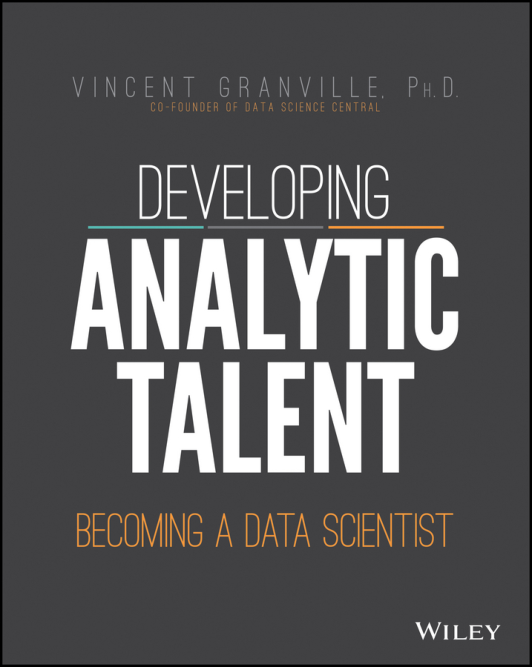 VINCENT GRANVILLE, PH.D.
CO-FOUNDER OF DATA SCIENCE CENTRAL
DEVELOPING
ANALYTIC
TALENT
BECOMING A DATA SCIENTIST
WILEY